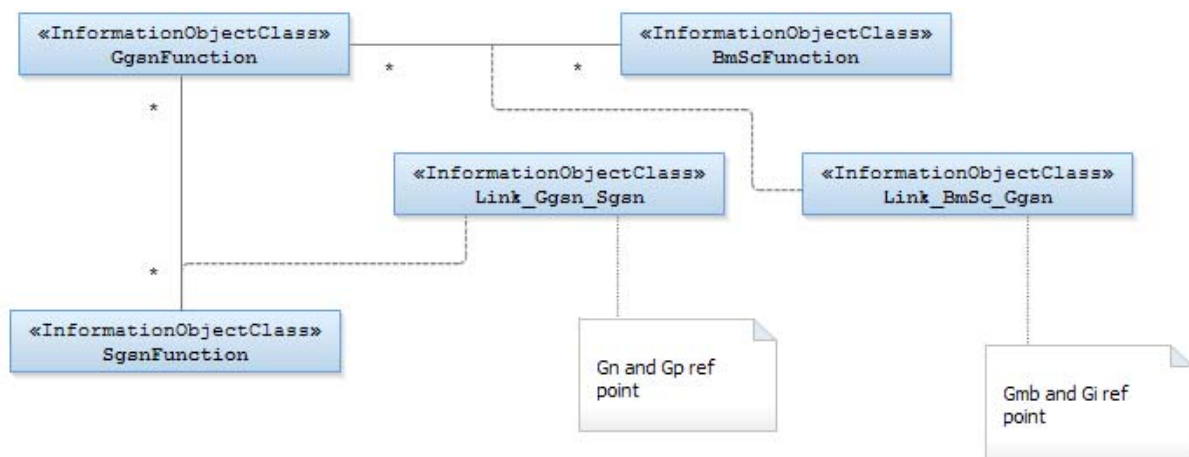 «InformationObjectClass»
GgsnFunction
«InformationObjectClass»
BmScFunction
*
*
*
«InformationObjectClass»
Link_Ggsn_Sgsn
«InformationObjectClass»
Link_BmSc_Ggsn
*
«InformationObjectClass»
SgsnFunction
Gn and Gp ref
point
Gmb and Gi ref
point